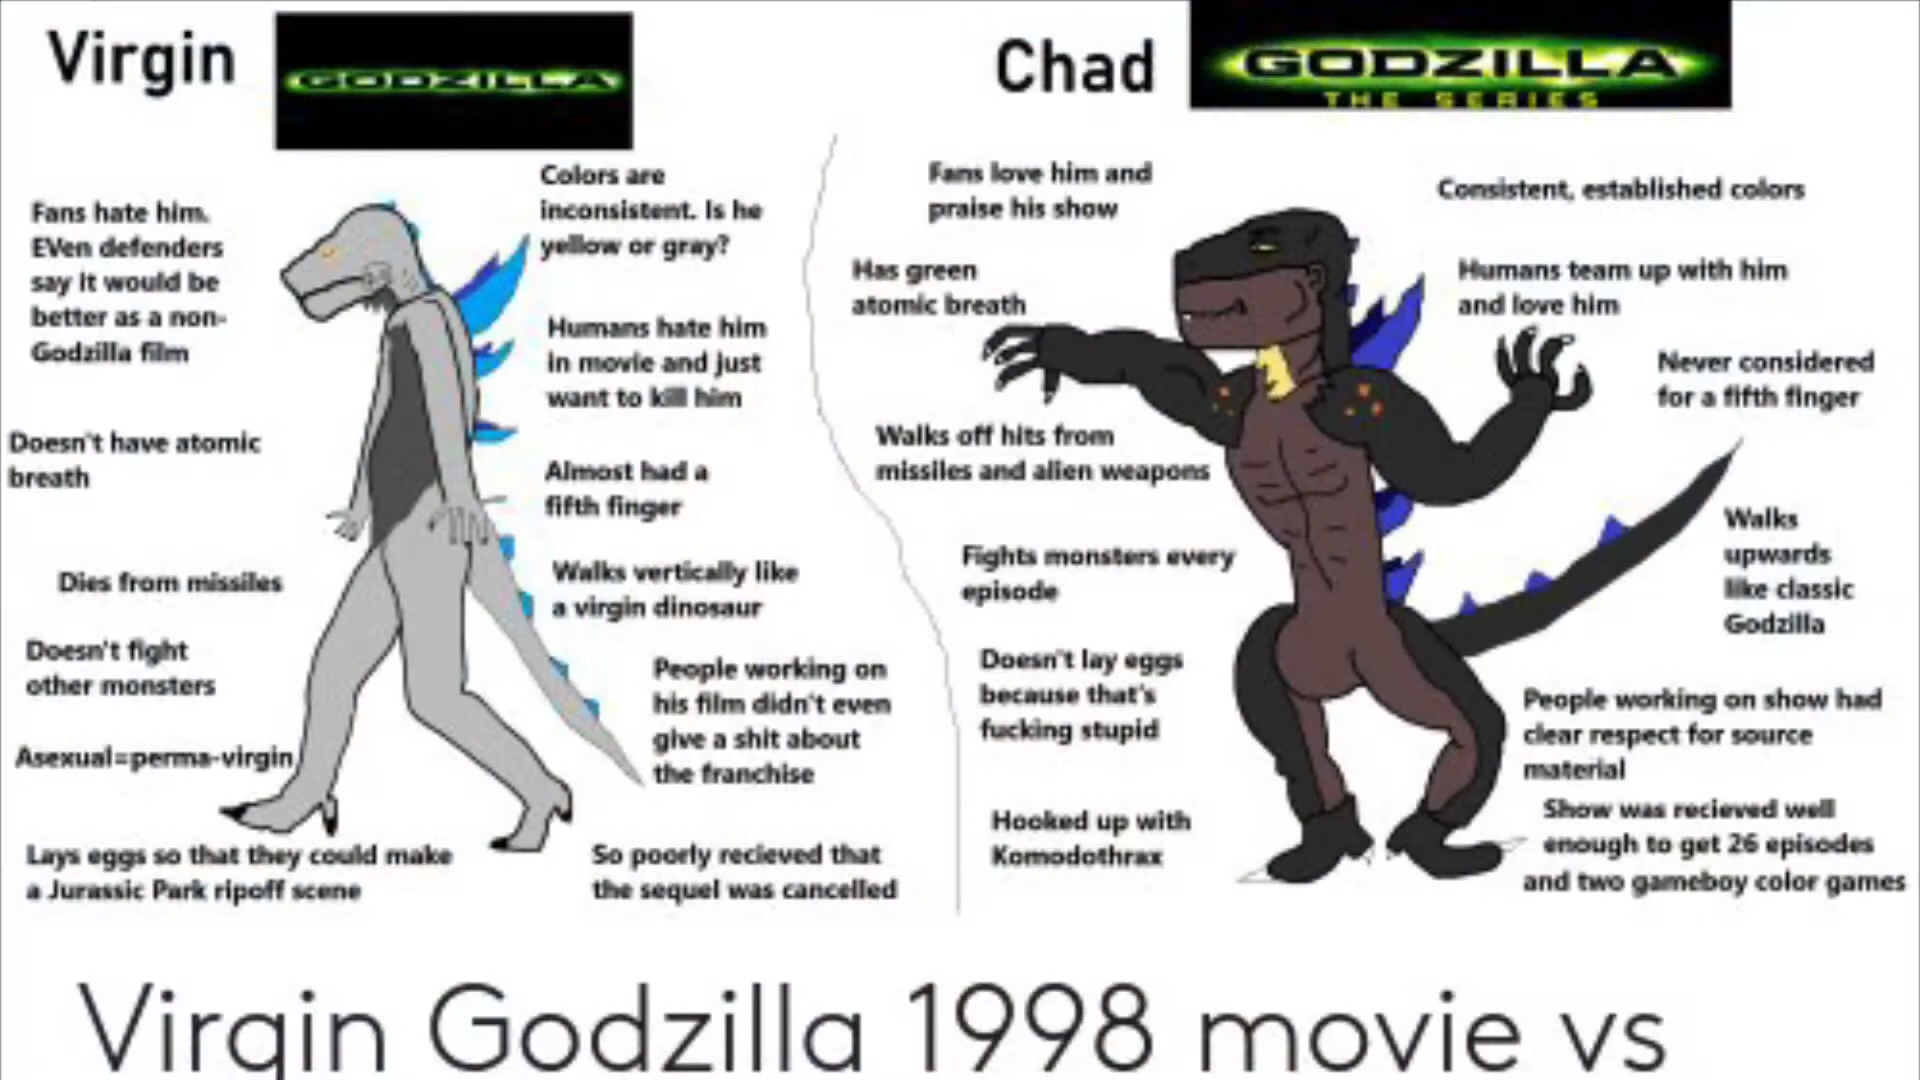 Virgin
GODZILLA
Fans hate him.
EVen defenders
say it would be
better as a non-
Godzilla film
Colors are
inconsistent. Is he
yellow or gray?
Humans hate him
in movie and just
want to kill him
Doesn't have atomic
breath
Almost had a
fifth finger
Dies from missiles
Walks vertically like
a virgin dinosaur
Doesn't fight
other monsters
People working on
his film didn't even
give a shit about
the franchise
Asexual=perma-virgin
Lays eggs so that they could make
a Jurassic Park ripoff scene
So poorly recieved that
the sequel was cancelled
Chad
GODZILLA
THE SERIES
Fans love him and
praise his show
Consistent, established colors
Has green
atomic breath
Humans team up with him
and love him
Never considered
for a fifth finger
Walks off hits from
missiles and alien weapons
Walks
upwards
like classic
Godzilla
Fights monsters every
episode
Doesn't lay eggs
because that's
fucking stupid
People working on show had
clear respect for source
material
Hooked up with
Komodothrax
Show was recieved well
enough to get 26 episodes
and two gameboy color games
Virgin Godzilla 1998 movie vs